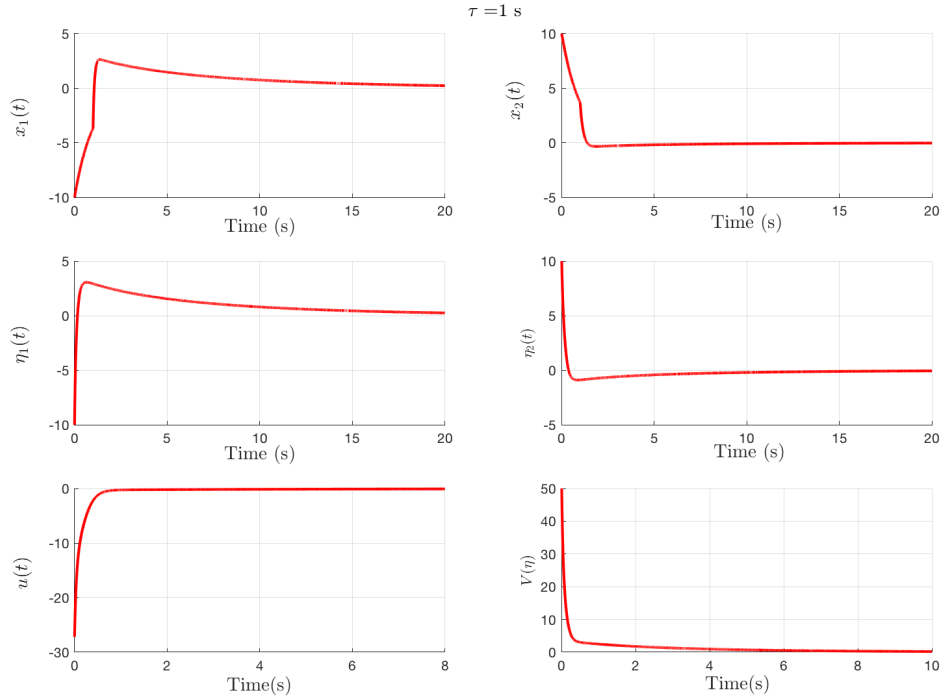 τ =1 s
5
0
-5
-10
x₁(t)
0 5 10 15 20
Time (s)
10
5
0
-5
x₂(t)
0 5 10 15 20
Time (s)
5
0
-5
-10
η₁(t)
0 5 10 15 20
Time (s)
10
5
0
-5
η₂(t)
0 5 10 15 20
Time (s)
0
-10
-20
-30
u(t)
0 2 4 6 8
Time(s)
50
40
30
20
10
0
V(η)
0 2 4 6 8 10
Time(s)